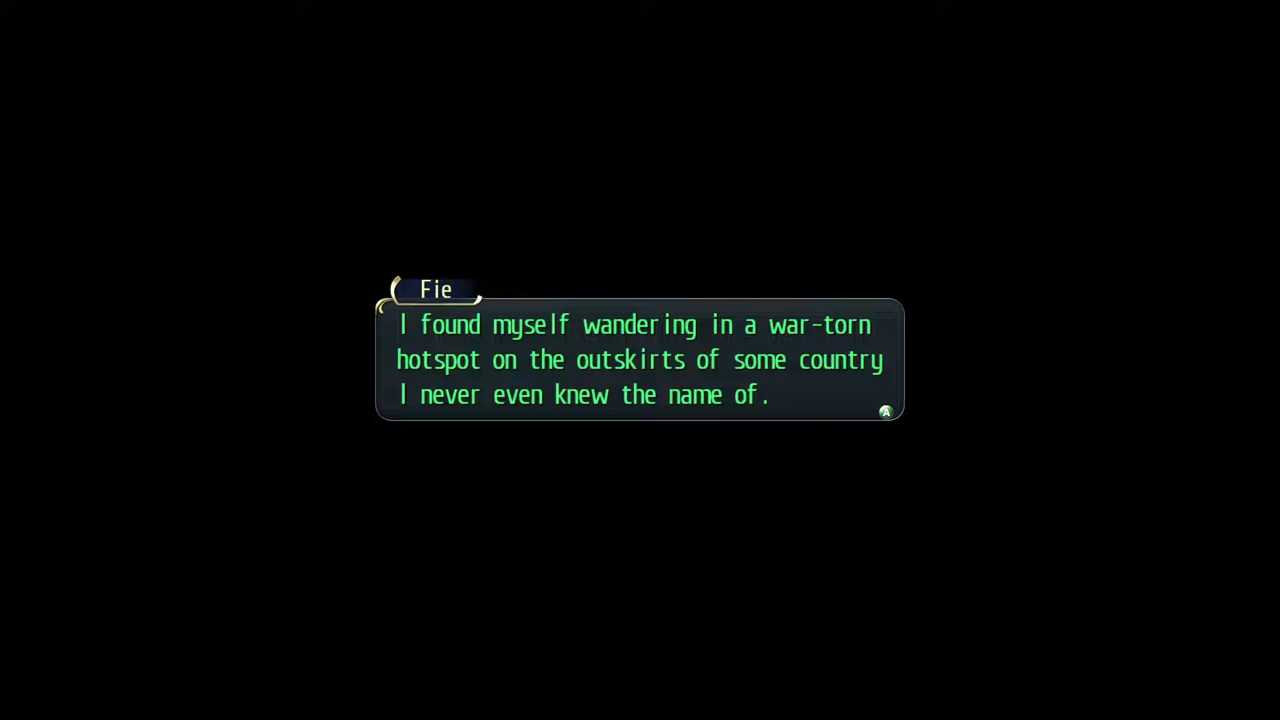 Fie
I found myself wandering in a war-torn
hotspot on the outskirts of some country
I never even knew the name of.
A